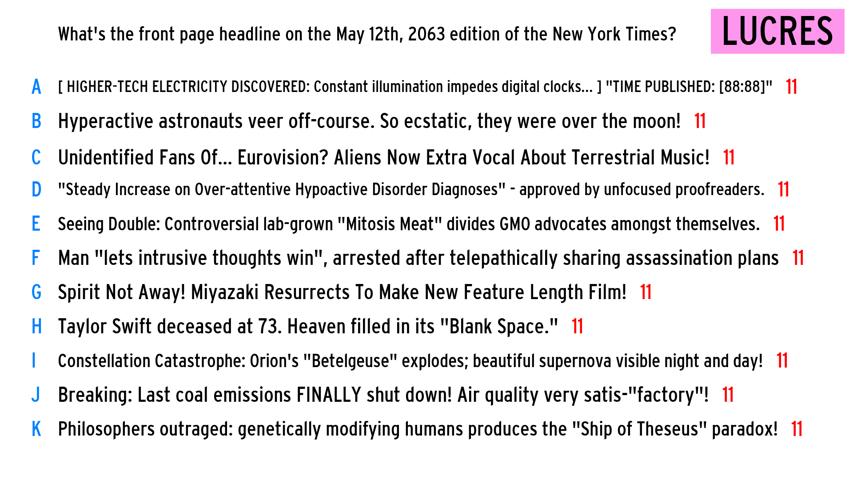 What's the front page headline on the May 12th, 2063 edition of the New York Times?
LUCRES
A [ HIGHER-TECH ELECTRICITY DISCOVERED: Constant illumination impedes digital clocks... ] "TIME PUBLISHED: [88:88]" 11
B Hyperactive astronauts veer off-course. So ecstatic, they were over the moon! 11
C Unidentified Fans Of... Eurovision? Aliens Now Extra Vocal About Terrestrial Music! 11
D "Steady Increase on Over-attentive Hypoactive Disorder Diagnoses" - approved by unfocused proofreaders. 11
E Seeing Double: Controversial lab-grown "Mitosis Meat" divides GMO advocates amongst themselves. 11
F Man "lets intrusive thoughts win", arrested after telepathically sharing assassination plans 11
G Spirit Not Away! Miyazaki Resurrects To Make New Feature Length Film! 11
H Taylor Swift deceased at 73. Heaven filled in its "Blank Space." 11
I Constellation Catastrophe: Orion's "Betelgeuse" explodes; beautiful supernova visible night and day! 11
J Breaking: Last coal emissions FINALLY shut down! Air quality very satis-"factory"! 11
K Philosophers outraged: genetically modifying humans produces the "Ship of Theseus" paradox! 11